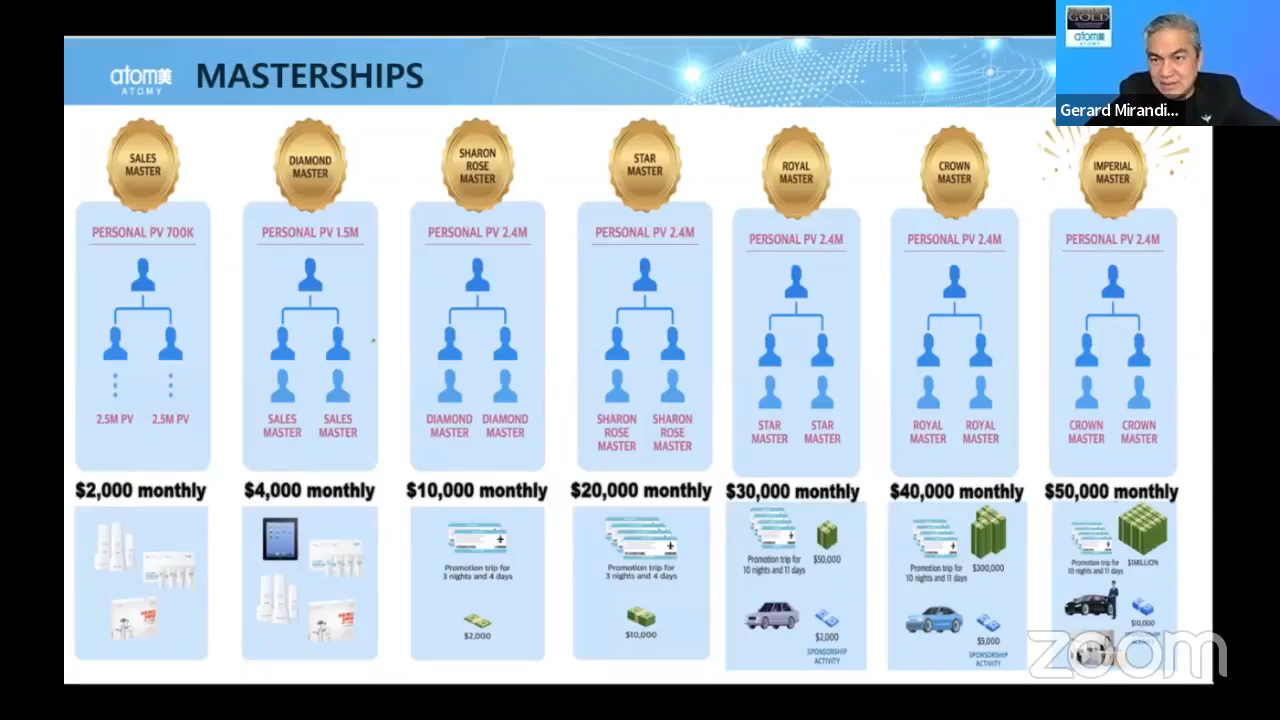 GOLD
atom美
ATOMY
Gerard Mirandi...
atom美
ATOMY
MASTERSHIPS
SALES
MASTER
DIAMOND
MASTER
SHARON
ROSE
MASTER
STAR
MASTER
ROYAL
MASTER
CROWN
MASTER
IMPERIAL
MASTER
PERSONAL PV 700K
PERSONAL PV 1.5M
PERSONAL PV 2.4M
PERSONAL PV 2.4M
PERSONAL PV 2.4M
PERSONAL PV 2.4M
PERSONAL PV 2.4M
2.5M PV 2.5M PV
SALES SALES
MASTER MASTER
DIAMOND DIAMOND
MASTER MASTER
SHARON SHARON
ROSE ROSE
MASTER MASTER
STAR STAR
MASTER MASTER
ROYAL ROYAL
MASTER MASTER
CROWN CROWN
MASTER MASTER
$2,000 monthly
$4,000 monthly
$10,000 monthly
$20,000 monthly
$30,000 monthly
$40,000 monthly
$50,000 monthly
Promotion trip for
3 nights and 4 days
$2,000
Promotion trip for
3 nights and 4 days
$10,000
Promotion trip for
10 nights and 11 days
$50,000
$2,000
SPONSORSHIP
ACTIVITY
Promotion trip for
10 nights and 11 days
$300,000
$5,000
SPONSORSHIP
ACTIVITY
Promotion trip for
10 nights and 11 days
$1MILLION
$10,000
SPONSORSHIP
ACTIVITY
zoom